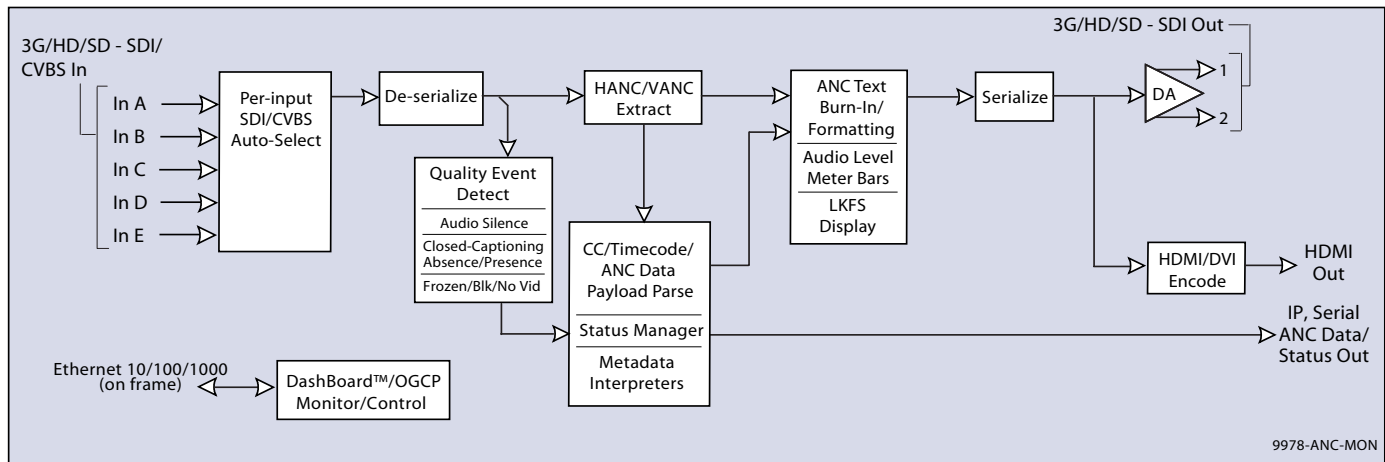 3G/HD/SD - SDI/
CVBS In
In A
In B
In C
In D
In E
Per-input
SDI/CVBS
Auto-Select
De-serialize
Quality Event
Detect
Audio Silence
Closed-Captioning
Absence/Presence
Frozen/Blk/No Vid
HANC/VANC
Extract
CC/Timecode/
ANC Data
Payload Parse
Status Manager
Metadata
Interpreters
ANC Text
Burn-In/
Formatting
Audio Level
Meter Bars
LKFS
Display
Serialize
3G/HD/SD - SDI Out
DA
1
2
HDMI/DVI
Encode
HDMI
Out
IP, Serial
ANC Data/
Status Out
Ethernet 10/100/1000
(on frame)
DashBoard™/OGCP
Monitor/Control
9978-ANC-MON